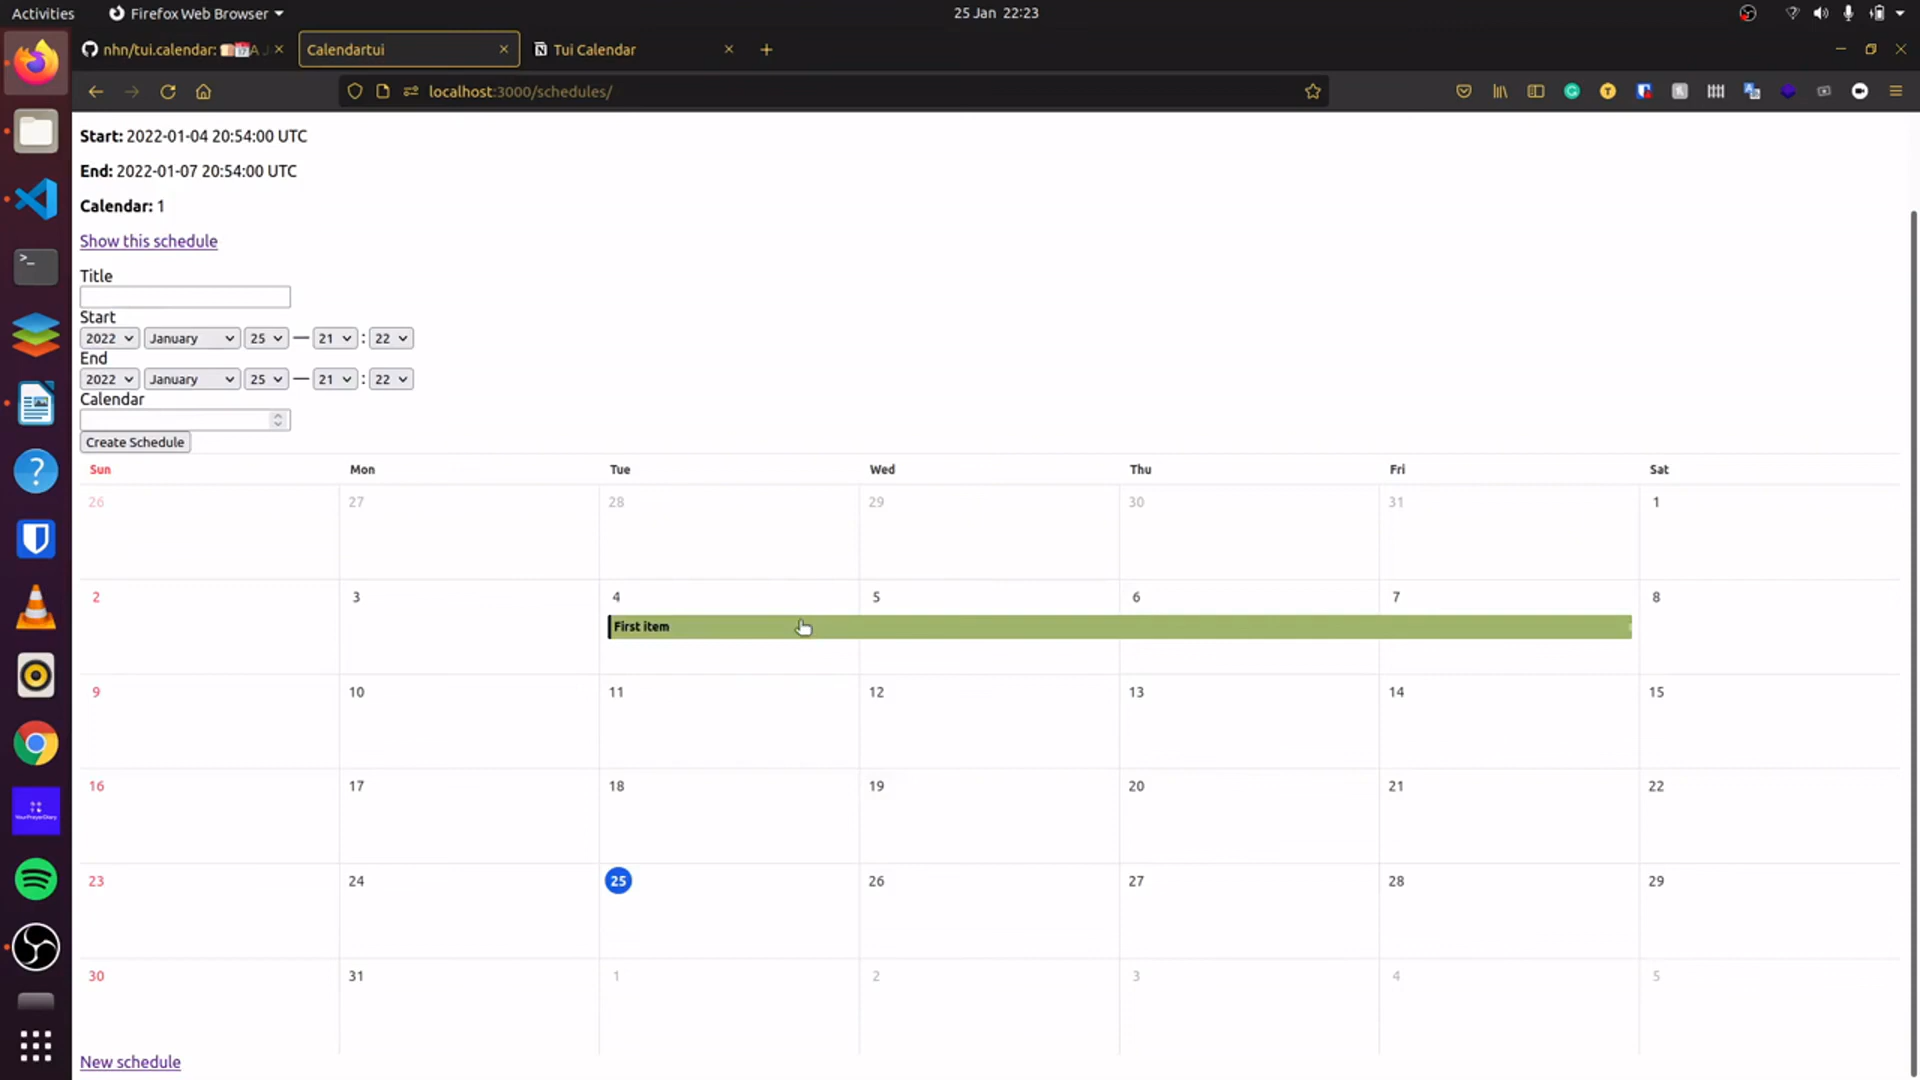 Activities Firefox Web Browser 25 Jan 22:23
nhn/tui.calendar: Calendartui Tui Calendar
localhost:3000/schedules/
Start: 2022-01-04 20:54:00 UTC
End: 2022-01-07 20:54:00 UTC
Calendar: 1
Show this schedule
Title
Start
2022 January 25 — 21 : 22
End
2022 January 25 — 21 : 22
Calendar
Create Schedule
Sun Mon Tue Wed Thu Fri Sat
26 27 28 29 30 31 1
2 3 4 5 6 7 8
First item
9 10 11 12 13 14 15
16 17 18 19 20 21 22
23 24 25 26 27 28 29
30 31 1 2 3 4 5
New schedule